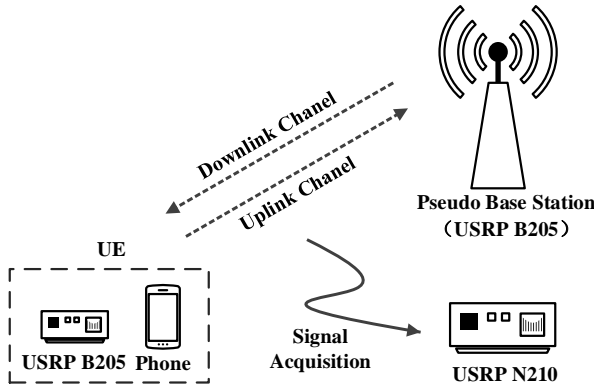 Downlink Chanel
Uplink Chanel
Pseudo Base Station
（USRP B205）
UE
USRP B205 Phone
Signal
Acquisition
USRP N210